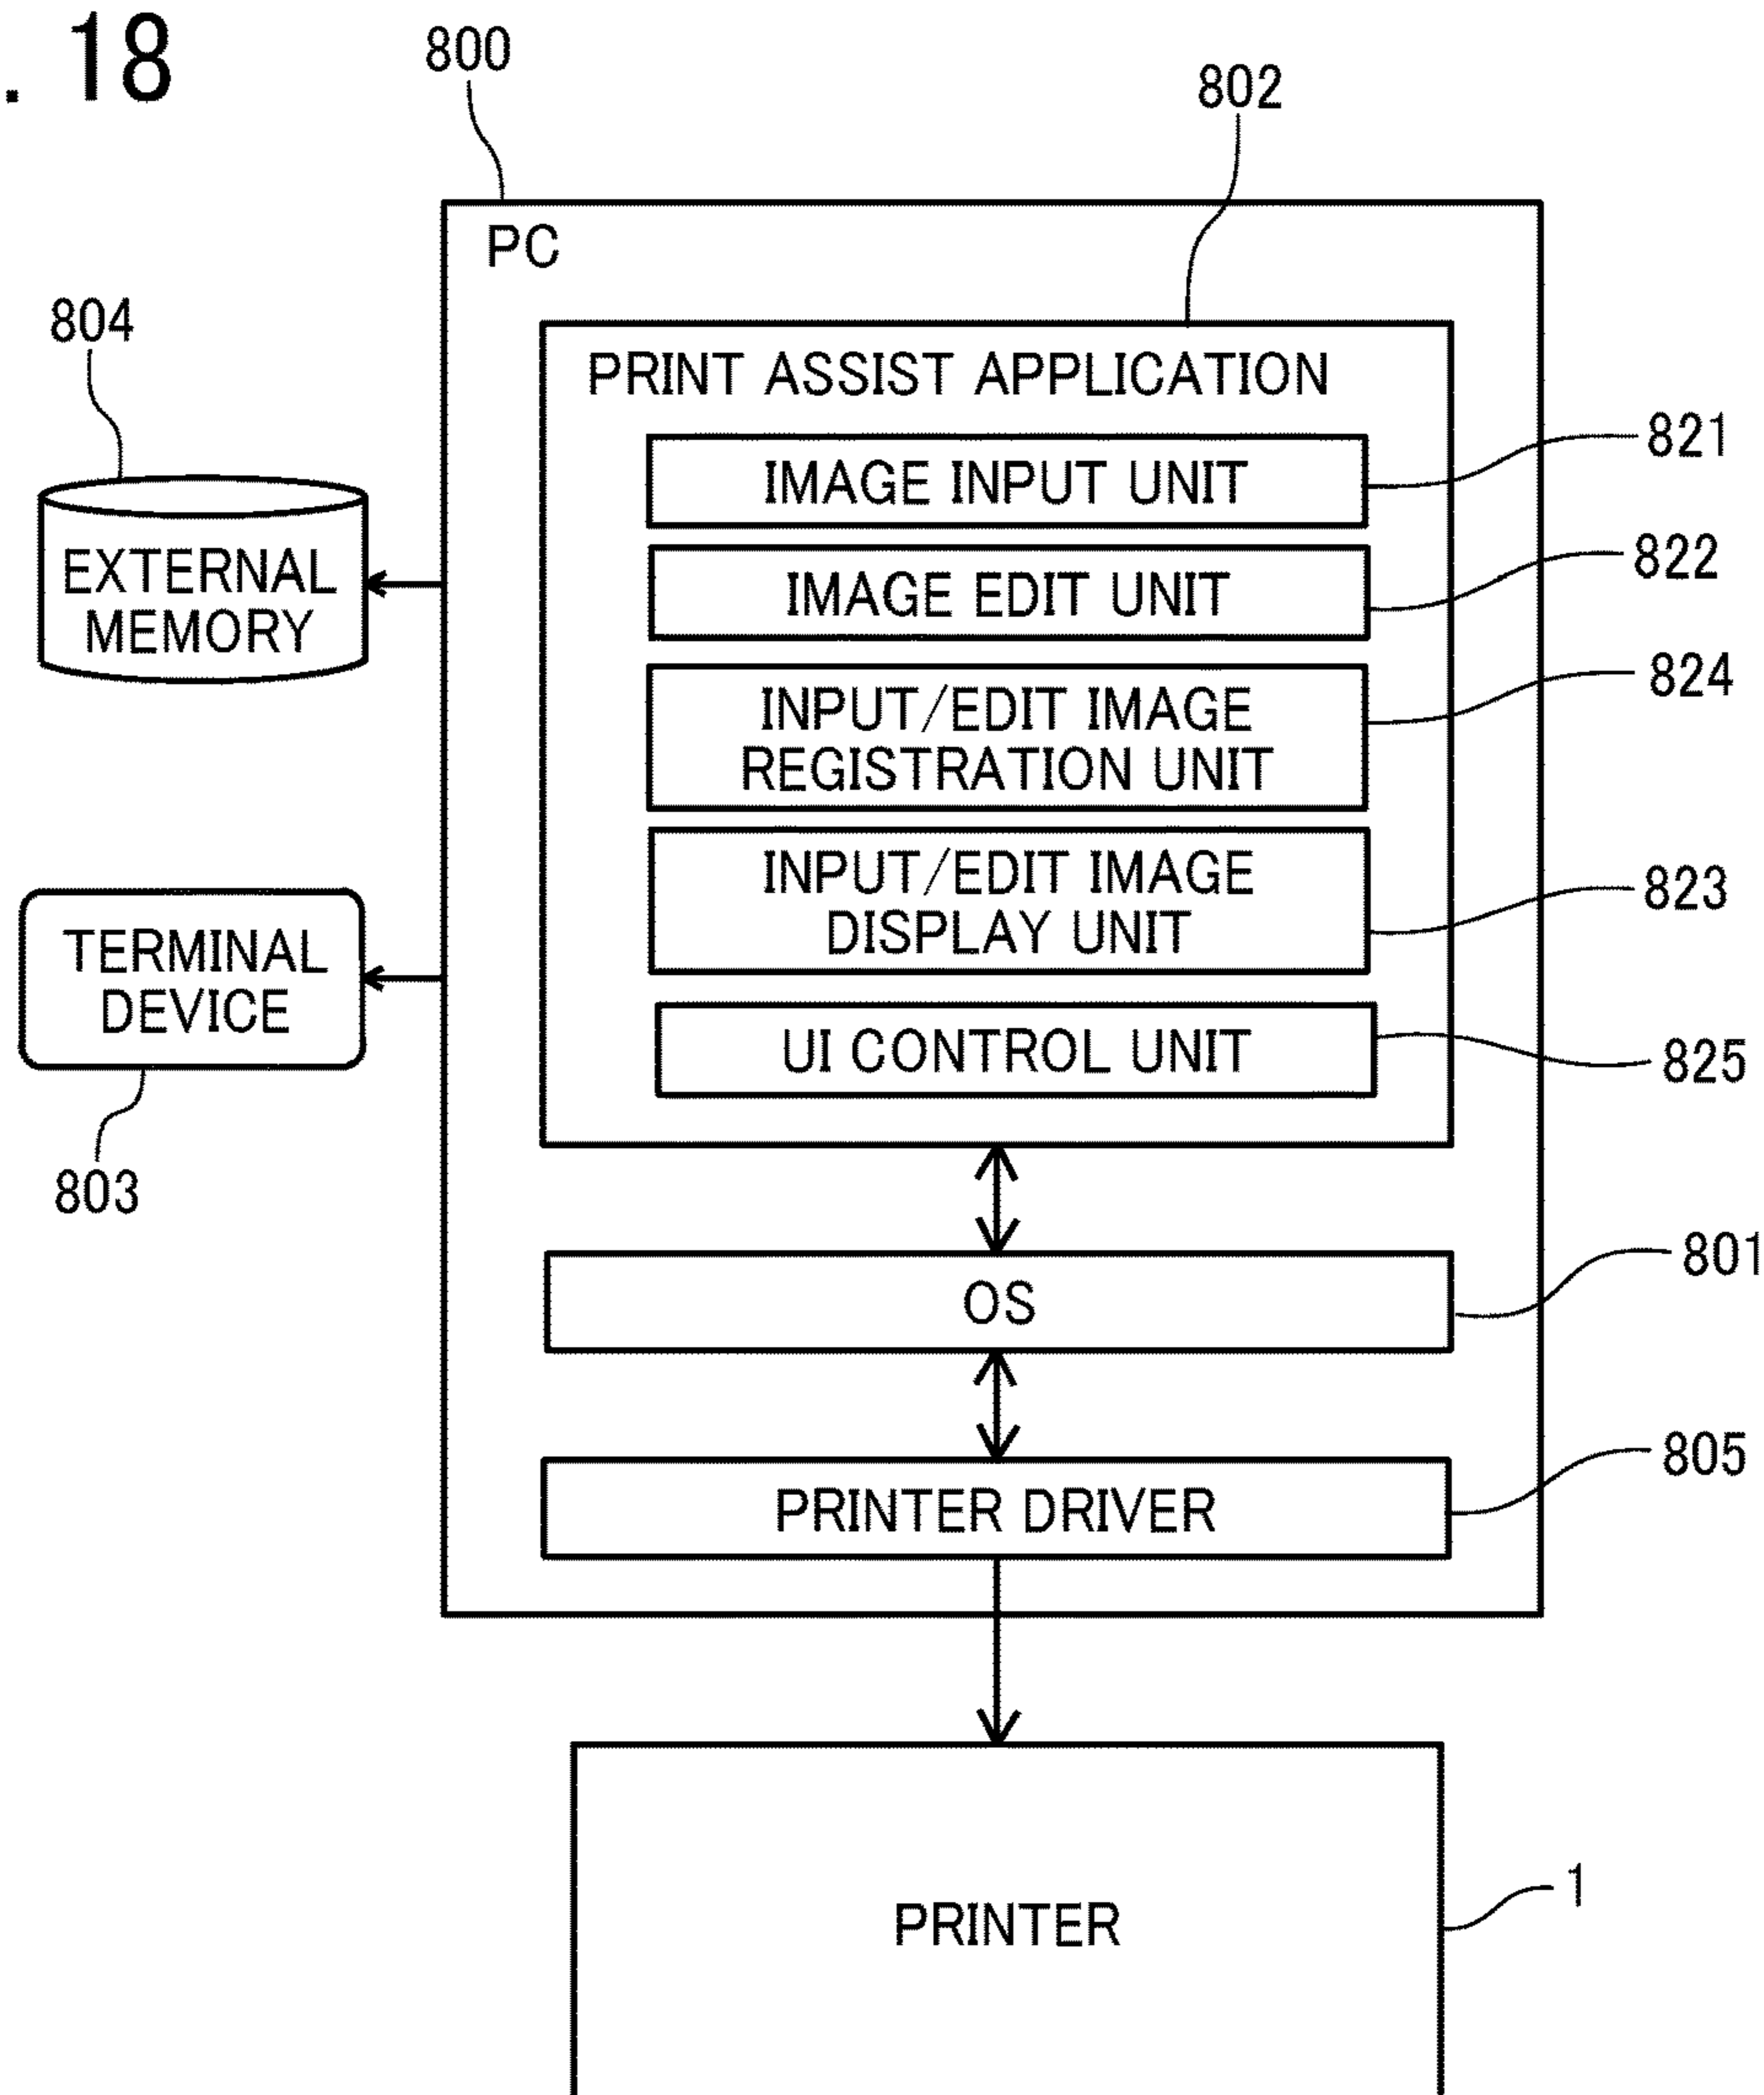 . 18
800
802
PC
804
PRINT ASSIST APPLICATION
821
IMAGE INPUT UNIT
822
EXTERNAL
MEMORY
IMAGE EDIT UNIT
824
INPUT/EDIT IMAGE
REGISTRATION UNIT
823
INPUT/EDIT IMAGE
DISPLAY UNIT
TERMINAL
DEVICE
UI CONTROL UNIT
825
803
801
OS
805
PRINTER DRIVER
1
PRINTER